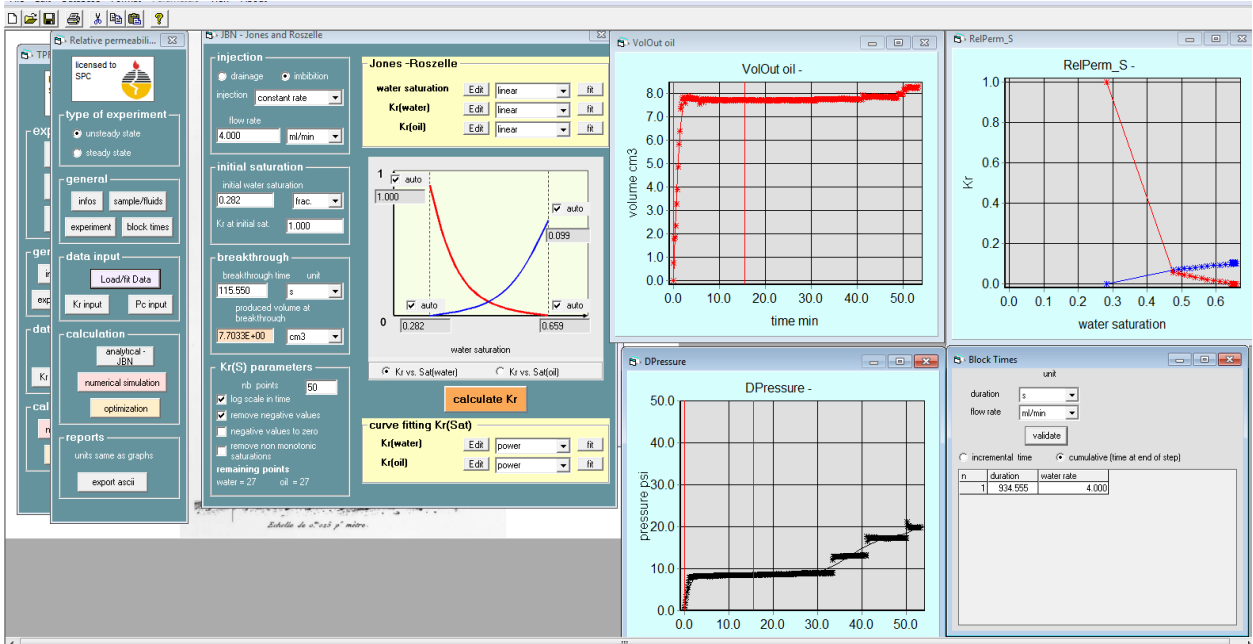 Relative permeabili...
licensed to
SPC
type of experiment
unsteady state
steady state
general
infos
sample/fluids
experiment
block times
data input
Load/fit Data
Kr input
Pc input
calculation
analytical -
JBN
numerical simulation
optimization
reports
units same as graphs
export ascii
JBN - Jones and Roszelle
injection
drainage
imbibition
injection
constant rate
flow rate
4.000
ml/min
initial saturation
initial water saturation
0.282
frac.
Kr at initial sat.
1.000
breakthrough
breakthrough time
unit
115.550
s
produced volume at
breakthrough
7.7033E+00
cm3
Kr(S) parameters
nb points
50
log scale in time
remove negative values
negative values to zero
remove non monotonic
saturations
remaining points
water = 27 oil = 27
Jones -Roszelle
water saturation Edit linear fit
Kr(water) Edit linear fit
Kr(oil) Edit linear fit
1
auto
1.000
auto
0.099
auto
auto
0
0.282
0.659
water saturation
Kr vs. Sat(water)
Kr vs. Sat(oil)
calculate Kr
curve fitting Kr(Sat)
Kr(water) Edit power fit
Kr(oil) Edit power fit
Echelle de
VolOut oil
VolOut oil -
volume cm3
8.0
7.0
6.0
5.0
4.0
3.0
2.0
1.0
0.0
0.0 10.0 20.0 30.0 40.0 50.0
time min
RelPerm_S
RelPerm_S -
Kr
1.0
0.8
0.6
0.4
0.2
0.0
0.0 0.1 0.2 0.3 0.4 0.5 0.6
water saturation
DPressure
DPressure -
pressure psi
50.0
40.0
30.0
20.0
10.0
0.0
0.0 10.0 20.0 30.0 40.0 50.0
Block Times
unit
duration
s
flow rate
ml/min
validate
incremental time
cumulative (time at end of step)
n duration water rate
1 934.555 4.000